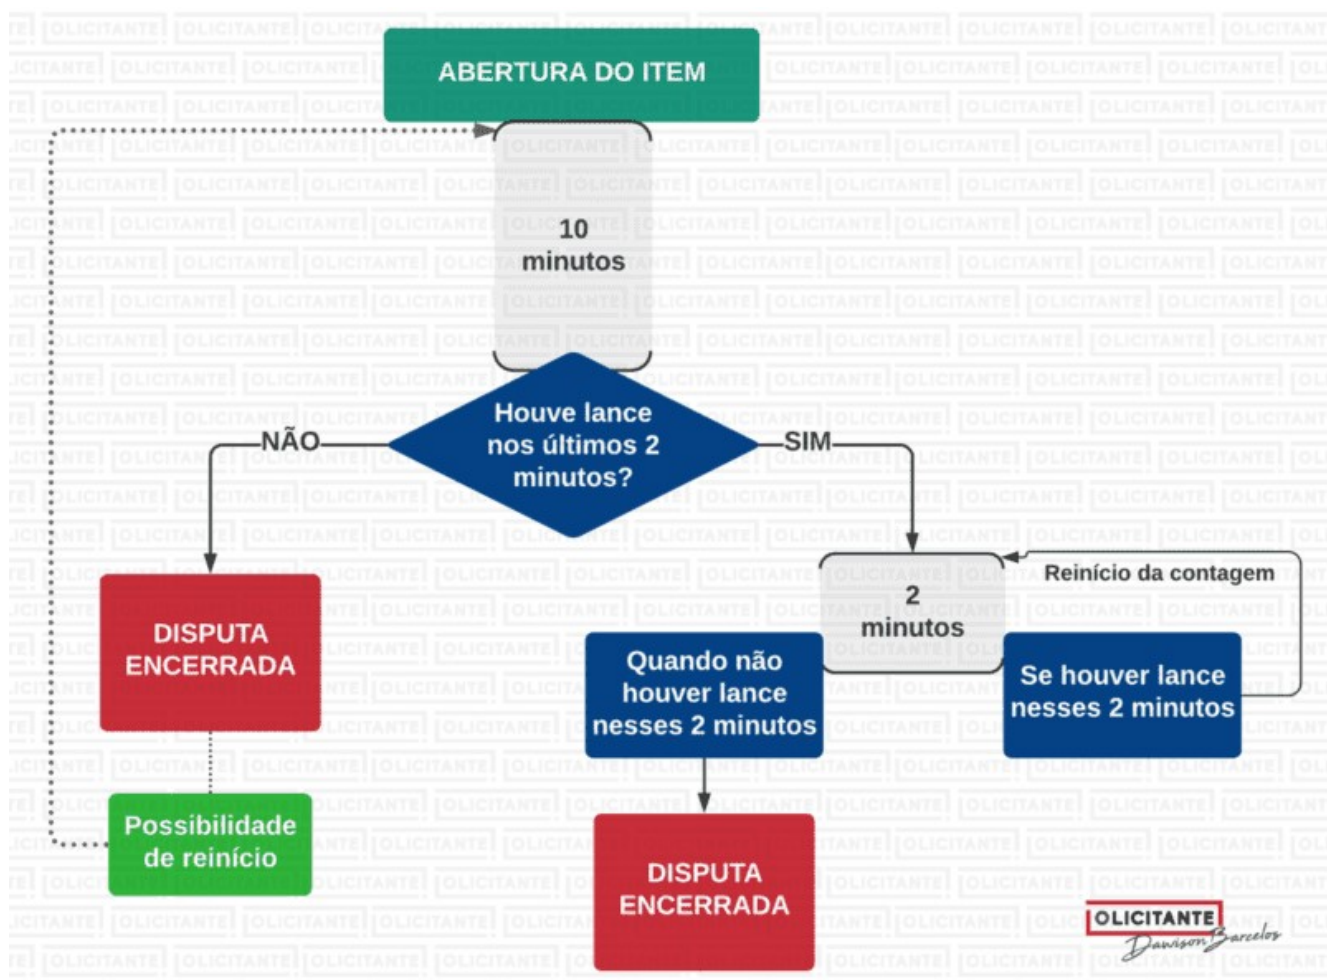 ABERTURA DO ITEM
10
minutos
Houve lance
nos últimos 2
minutos?
NÃO
SIM
DISPUTA
ENCERRADA
Possibilidade
de reinício
2
minutos
Reinício da contagem
Quando não
houver lance
nesses 2 minutos
Se houver lance
nesses 2 minutos
DISPUTA
ENCERRADA
OLICITANTE
Dawison Barcelos